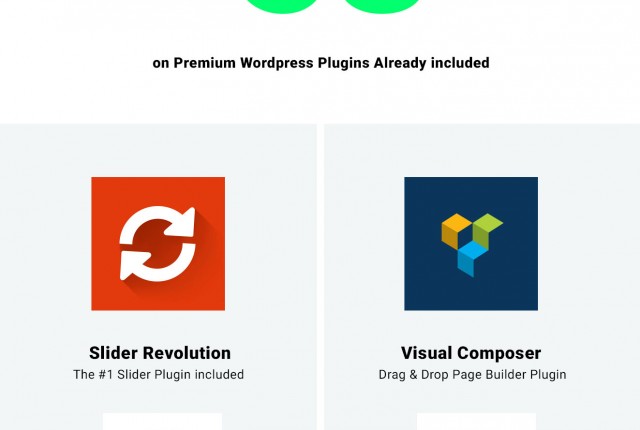 on Premium Wordpress Plugins Already included
Slider Revolution
The #1 Slider Plugin included
Visual Composer
Drag & Drop Page Builder Plugin